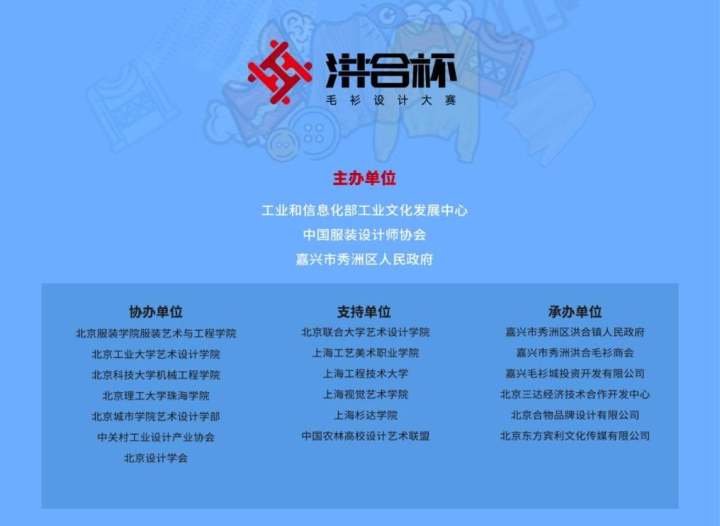 洪合杯
毛衫设计大赛
主办单位
工业和信息化部工业文化发展中心
中国服装设计师协会
嘉兴市秀洲区人民政府
协办单位
北京服装学院服装艺术与工程学院
北京工业大学艺术设计学院
北京科技大学机械工程学院
北京理工大学珠海学院
北京城市学院艺术设计学部
中关村工业设计产业协会
北京设计学会
支持单位
北京联合大学艺术设计学院
上海工艺美术职业学院
上海工程技术大学
上海视觉艺术学院
上海杉达学院
中国农林高校设计艺术联盟
承办单位
嘉兴市秀洲区洪合镇人民政府
嘉兴市秀洲洪合毛衫商会
嘉兴毛衫城投资开发有限公司
北京三达经济技术合作开发中心
北京合物品牌设计有限公司
北京东方宾利文化传媒有限公司